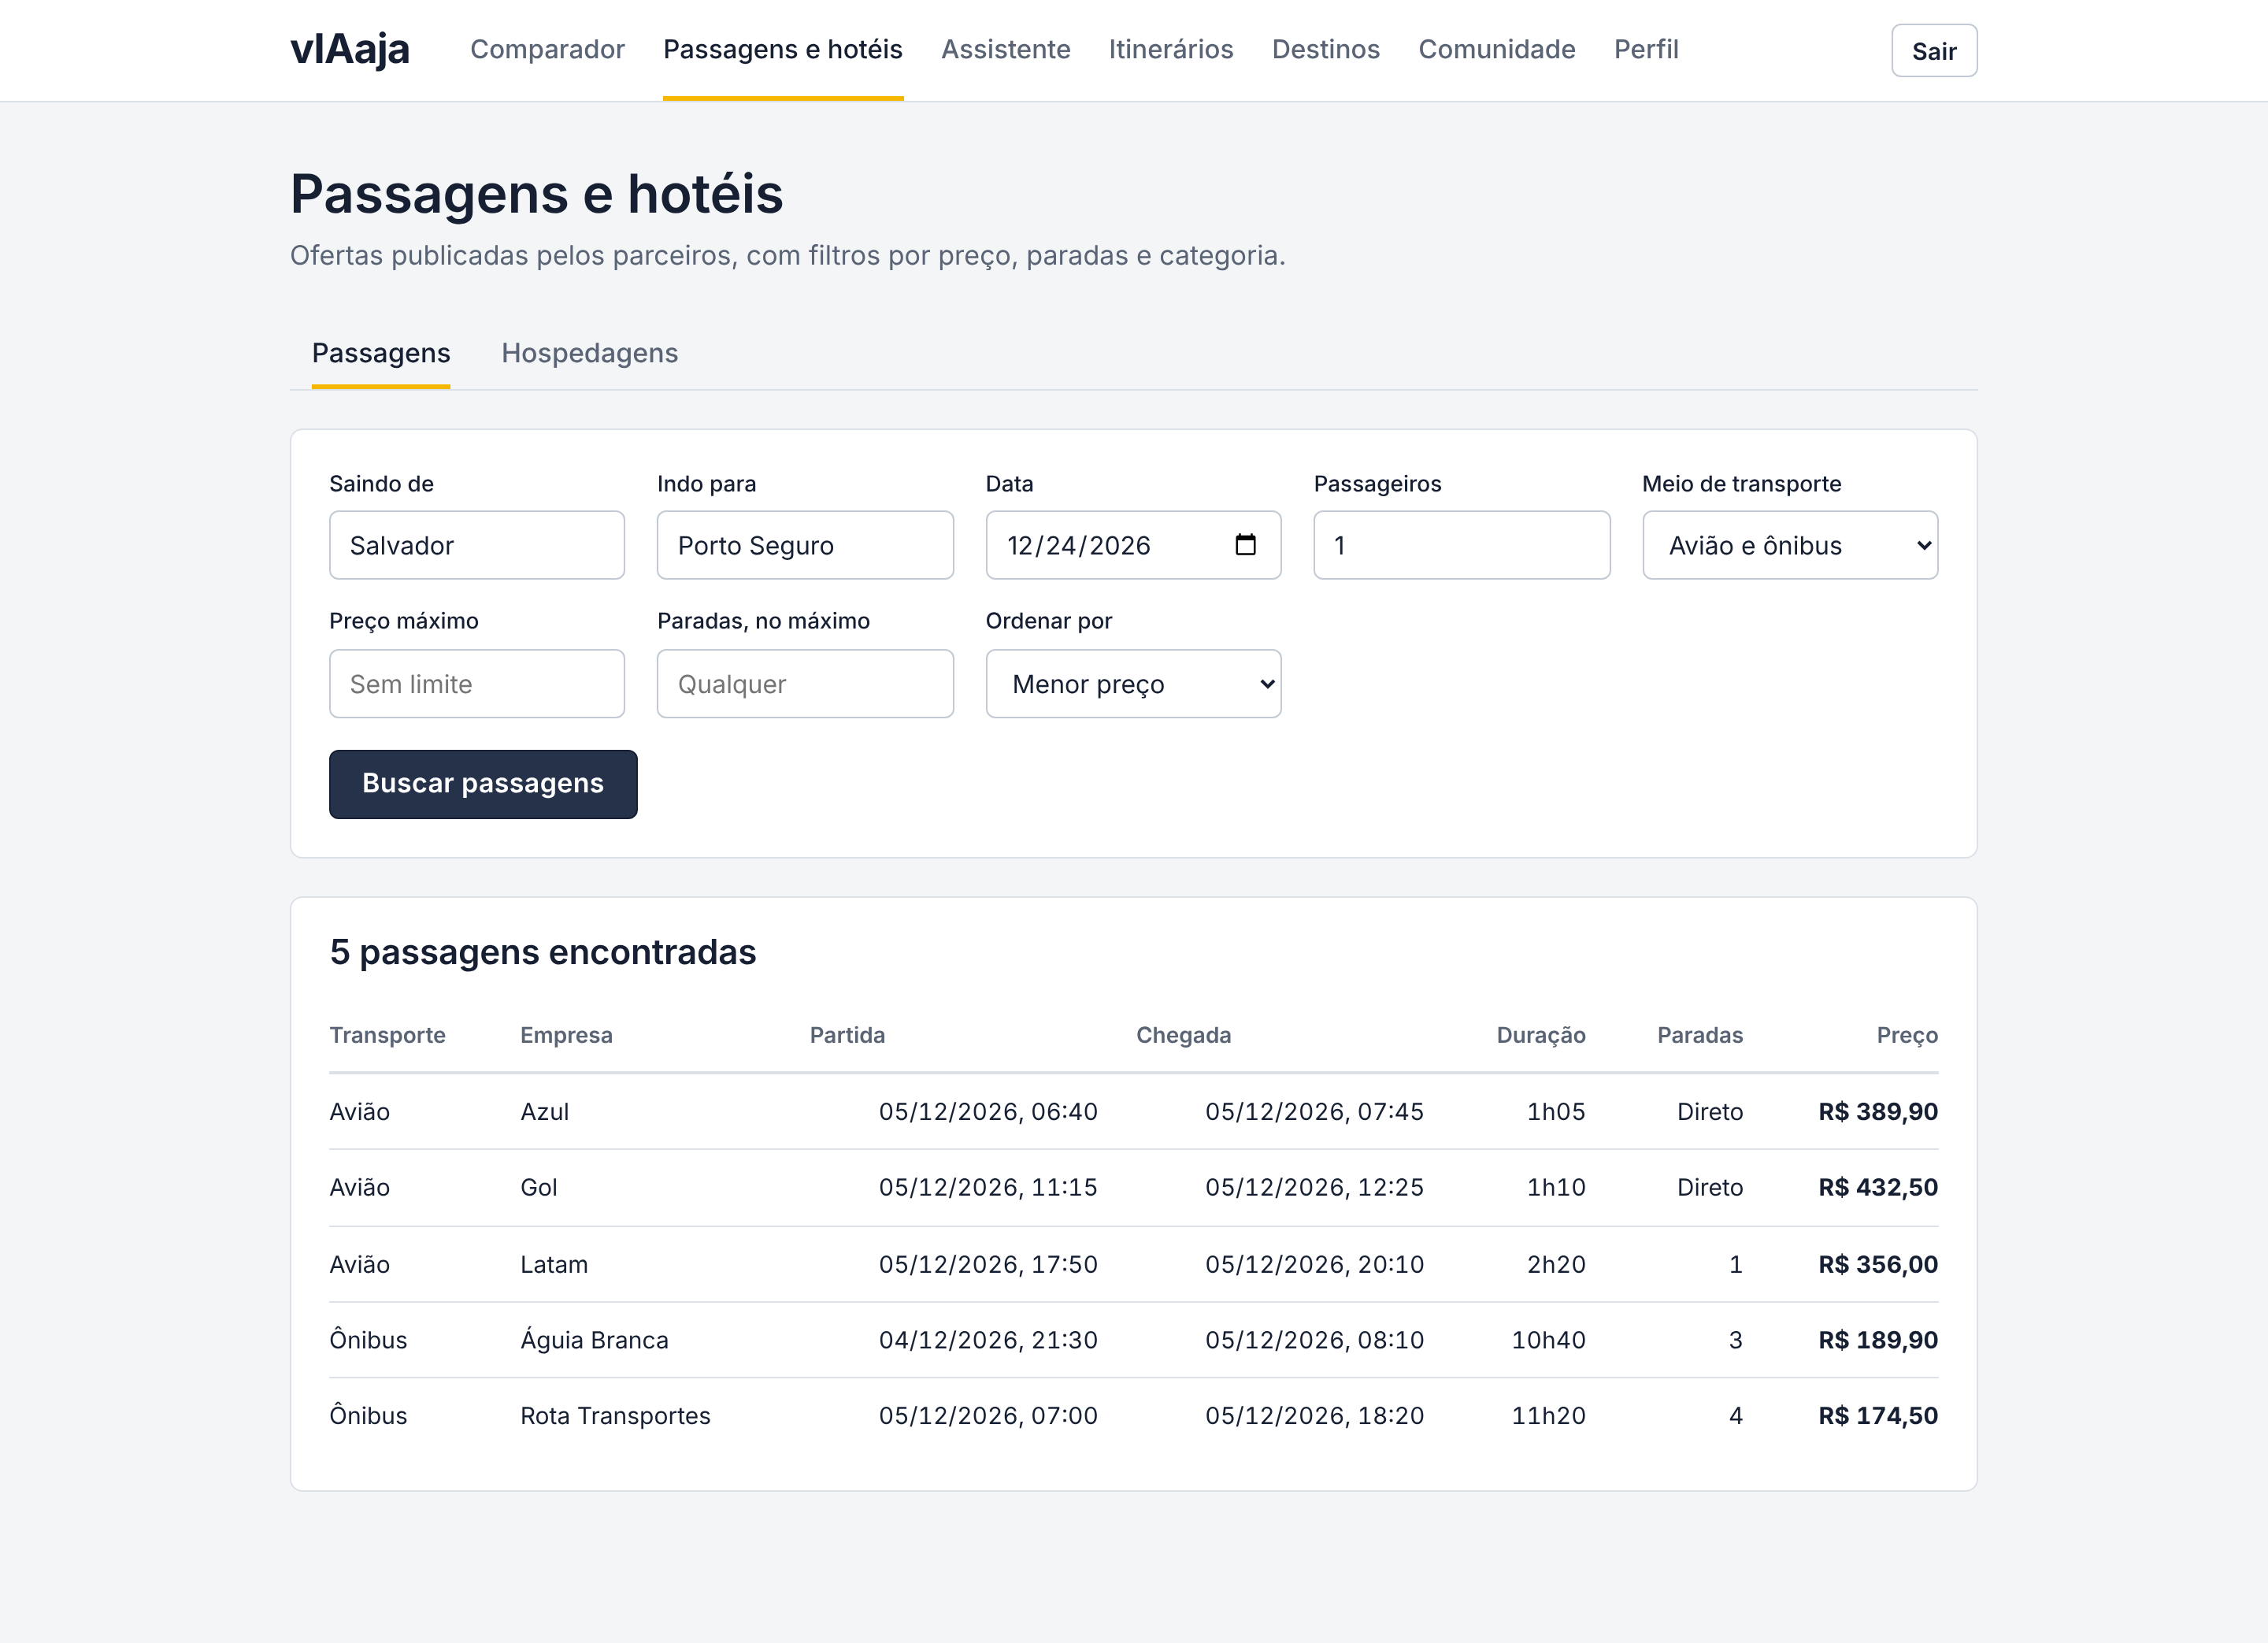 vIAaja Comparador Passagens e hotéis Assistente Itinerários Destinos Comunidade Perfil Sair
Passagens e hotéis
Ofertas publicadas pelos parceiros, com filtros por preço, paradas e categoria.
Passagens Hospedagens
Saindo de Indo para Data Passageiros Meio de transporte
Salvador Porto Seguro 12/24/2026 1 Avião e ônibus
Preço máximo Paradas, no máximo Ordenar por
Sem limite Qualquer Menor preço
Buscar passagens
5 passagens encontradas
Transporte Empresa Partida Chegada Duração Paradas Preço
Avião Azul 05/12/2026, 06:40 05/12/2026, 07:45 1h05 Direto R$ 389,90
Avião Gol 05/12/2026, 11:15 05/12/2026, 12:25 1h10 Direto R$ 432,50
Avião Latam 05/12/2026, 17:50 05/12/2026, 20:10 2h20 1 R$ 356,00
Ônibus Águia Branca 04/12/2026, 21:30 05/12/2026, 08:10 10h40 3 R$ 189,90
Ônibus Rota Transportes 05/12/2026, 07:00 05/12/2026, 18:20 11h20 4 R$ 174,50